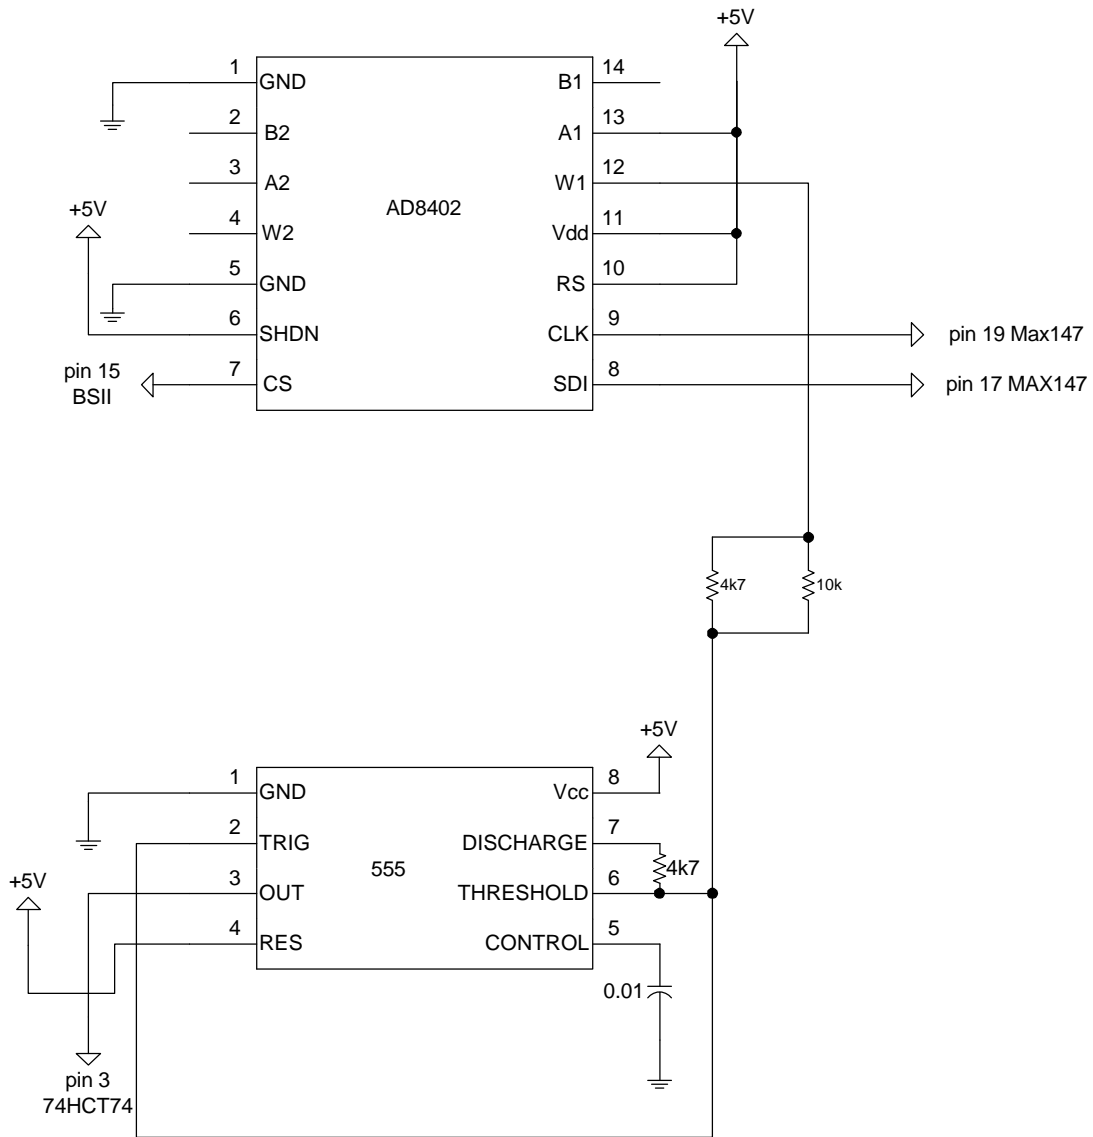 +5V
1
GND
B1
14
2
B2
A1
13
3
A2
W1
12
AD8402
+5V
4
W2
Vdd
11
5
GND
RS
10
6
SHDN
CLK
9
pin 19 Max147
pin 15
BSII
7
CS
SDI
8
pin 17 MAX147
4k7
10k
+5V
1
GND
Vcc
8
2
TRIG
DISCHARGE
7
555
4k7
+5V
3
OUT
THRESHOLD
6
4
RES
CONTROL
5
0.01
pin 3
74HCT74